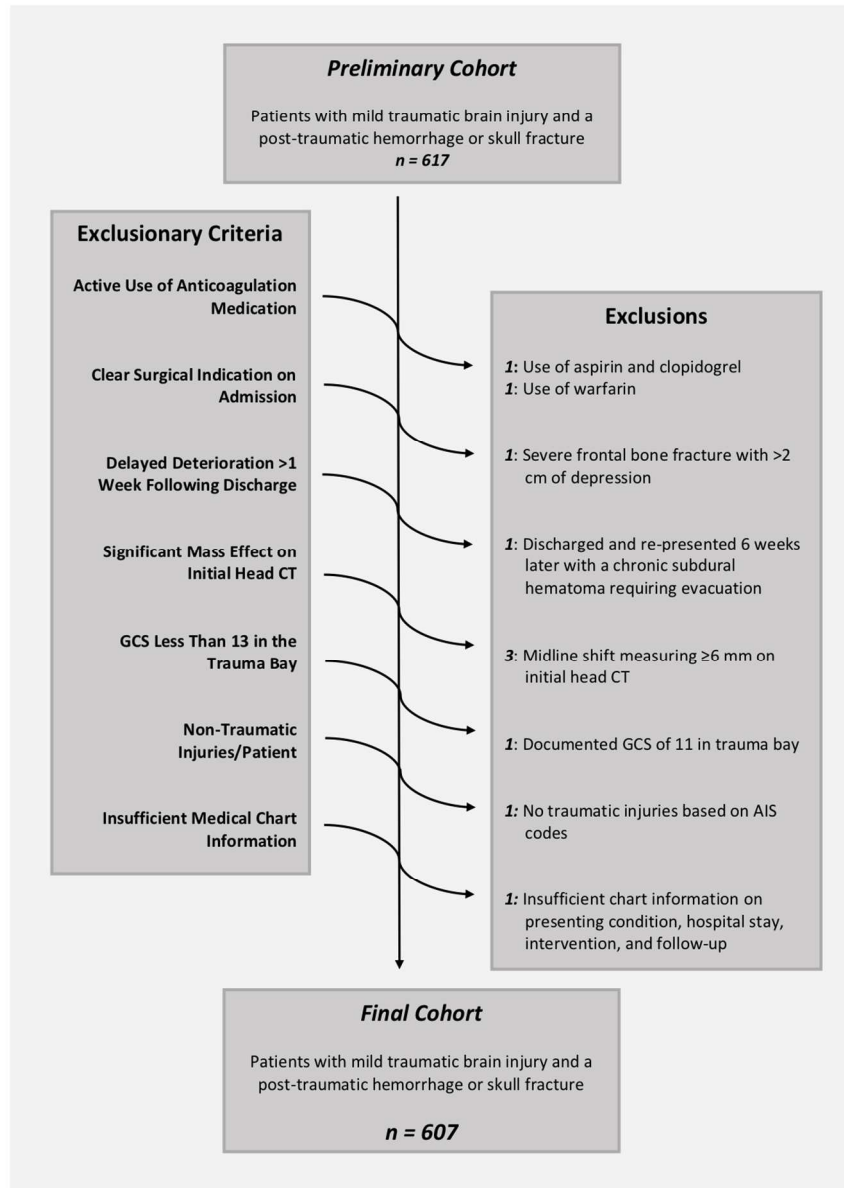 Preliminary Cohort
Patients with mild traumatic brain injury and a
post-traumatic hemorrhage or skull fracture
n = 617
Exclusionary Criteria
Active Use of Anticoagulation
Medication
Clear Surgical Indication on
Admission
Delayed Deterioration >1
Week Following Discharge
Significant Mass Effect on
Initial Head CT
GCS Less Than 13 in the
Trauma Bay
Non-Traumatic
Injuries/Patient
Insufficient Medical Chart
Information
Exclusions
1: Use of aspirin and clopidogrel
1: Use of warfarin
1: Severe frontal bone fracture with >2
cm of depression
1: Discharged and re-presented 6 weeks
later with a chronic subdural
hematoma requiring evacuation
3: Midline shift measuring ≥6 mm on
initial head CT
1: Documented GCS of 11 in trauma bay
1: No traumatic injuries based on AIS
codes
1: Insufficient chart information on
presenting condition, hospital stay,
intervention, and follow-up
Final Cohort
Patients with mild traumatic brain injury and a
post-traumatic hemorrhage or skull fracture
n = 607